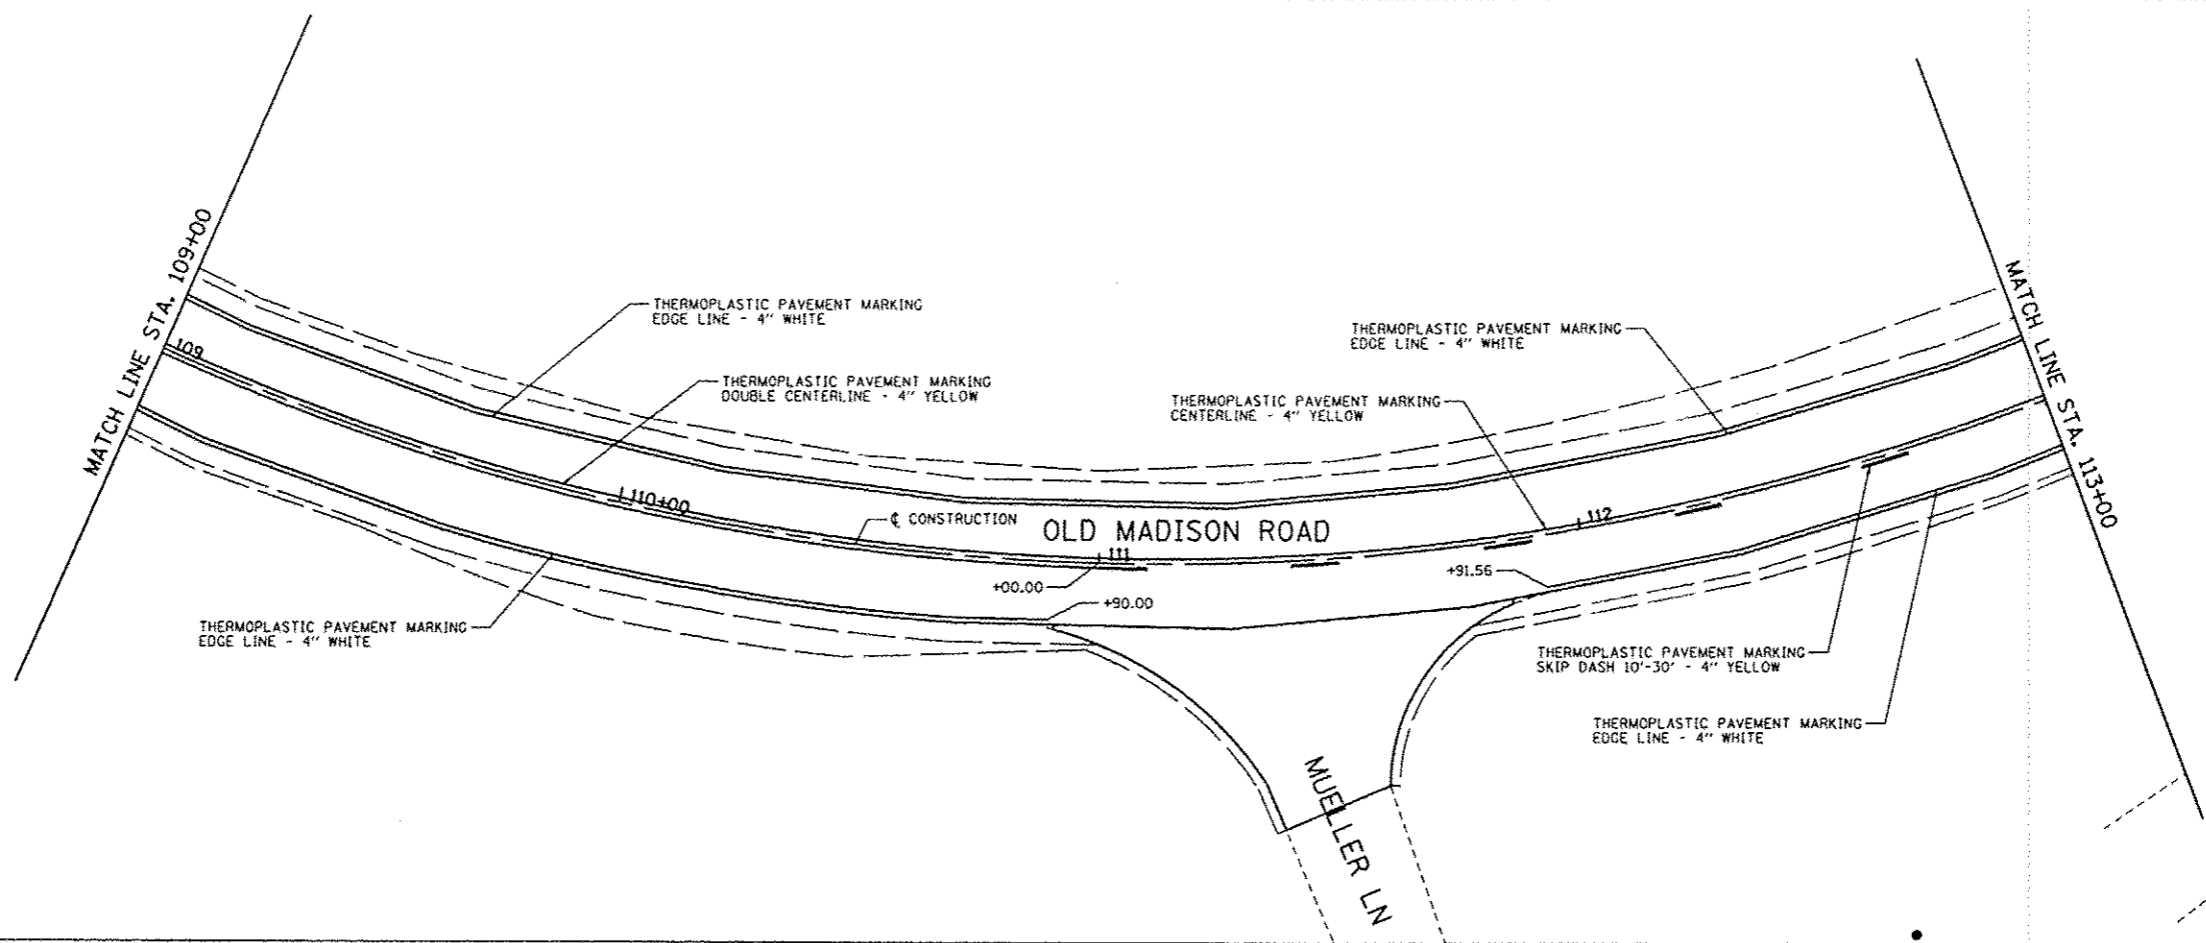 MATCH LINE STA. 109+00
109
THERMOPLASTIC PAVEMENT MARKING
EDGE LINE - 4" WHITE
THERMOPLASTIC PAVEMENT MARKING
DOUBLE CENTERLINE - 4" YELLOW
THERMOPLASTIC PAVEMENT MARKING
EDGE LINE - 4" WHITE
THERMOPLASTIC PAVEMENT MARKING
CENTERLINE - 4" YELLOW
MATCH LINE STA. 113+00
110+00
℄ CONSTRUCTION
OLD MADISON ROAD
111
112
+00.00
+90.00
+91.56
THERMOPLASTIC PAVEMENT MARKING
EDGE LINE - 4" WHITE
THERMOPLASTIC PAVEMENT MARKING
SKIP DASH 10'-30' - 4" YELLOW
THERMOPLASTIC PAVEMENT MARKING
EDGE LINE - 4" WHITE
MUELLER LN